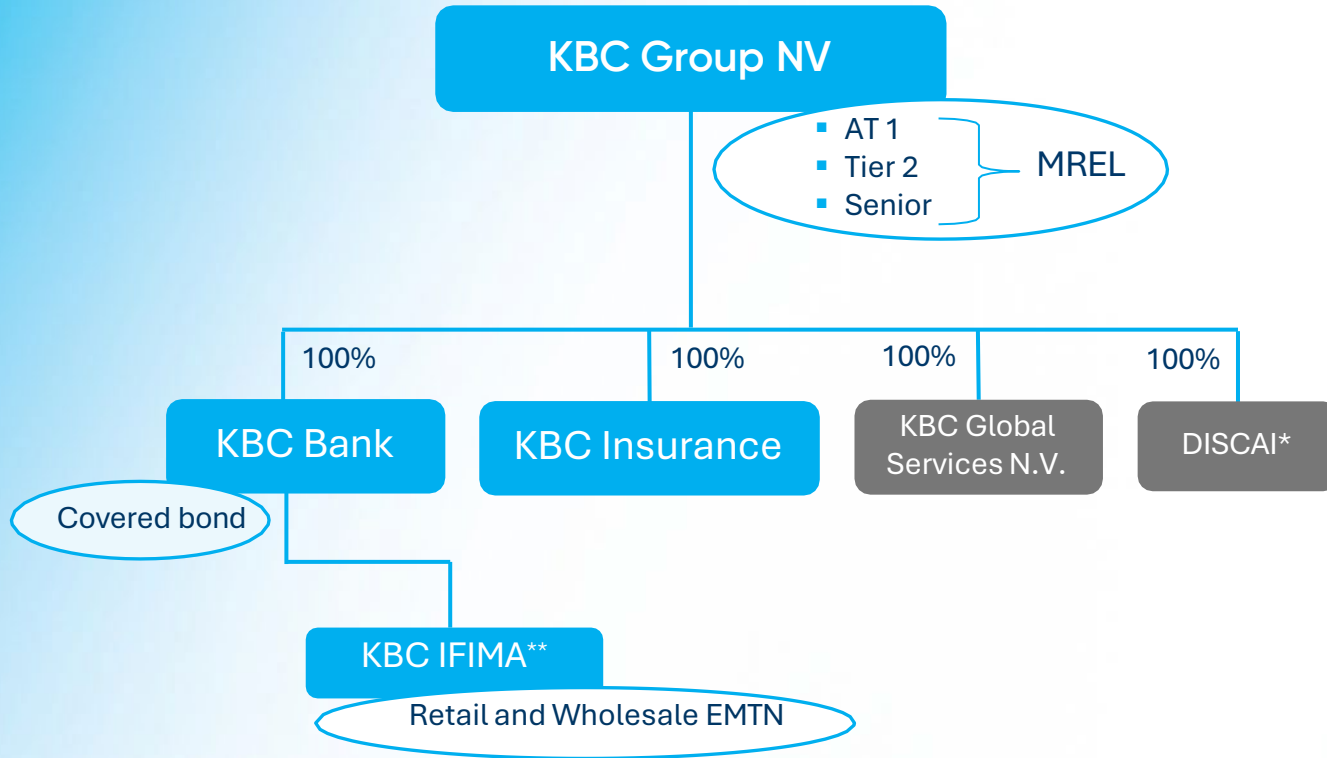 KBC Group NV
▪ AT 1
▪ Tier 2
▪ Senior
MREL
100%
100%
100%
100%
KBC Bank
KBC Insurance
KBC Global
Services N.V.
DISCAI*
Covered bond
KBC IFIMA**
Retail and Wholesale EMTN